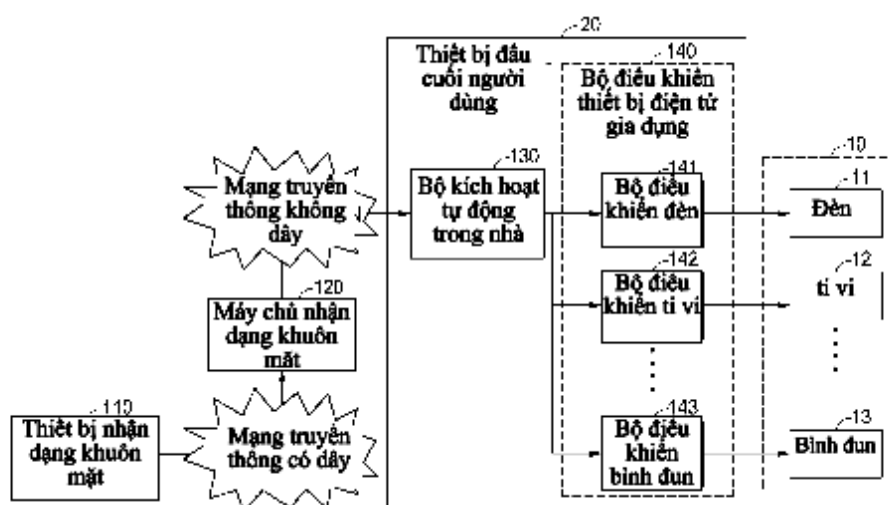 20
Thiết bị đầu
cuối người
dùng
140
Bộ điều khiển
thiết bị điện tử
gia dụng
130
Bộ kích hoạt
tự động
trong nhà
141
Bộ điều
khiển đèn
142
Bộ điều
khiển ti vi
143
Bộ điều
khiển
bình đun
10
11
Đèn
12
ti vi
13
Bình đun
Mạng truyền
thông không
dây
120
Máy chủ nhận
dạng khuôn
mắt
110
Thiết bị nhận
dạng khuôn
mặt
Mạng truyền
thông có dây